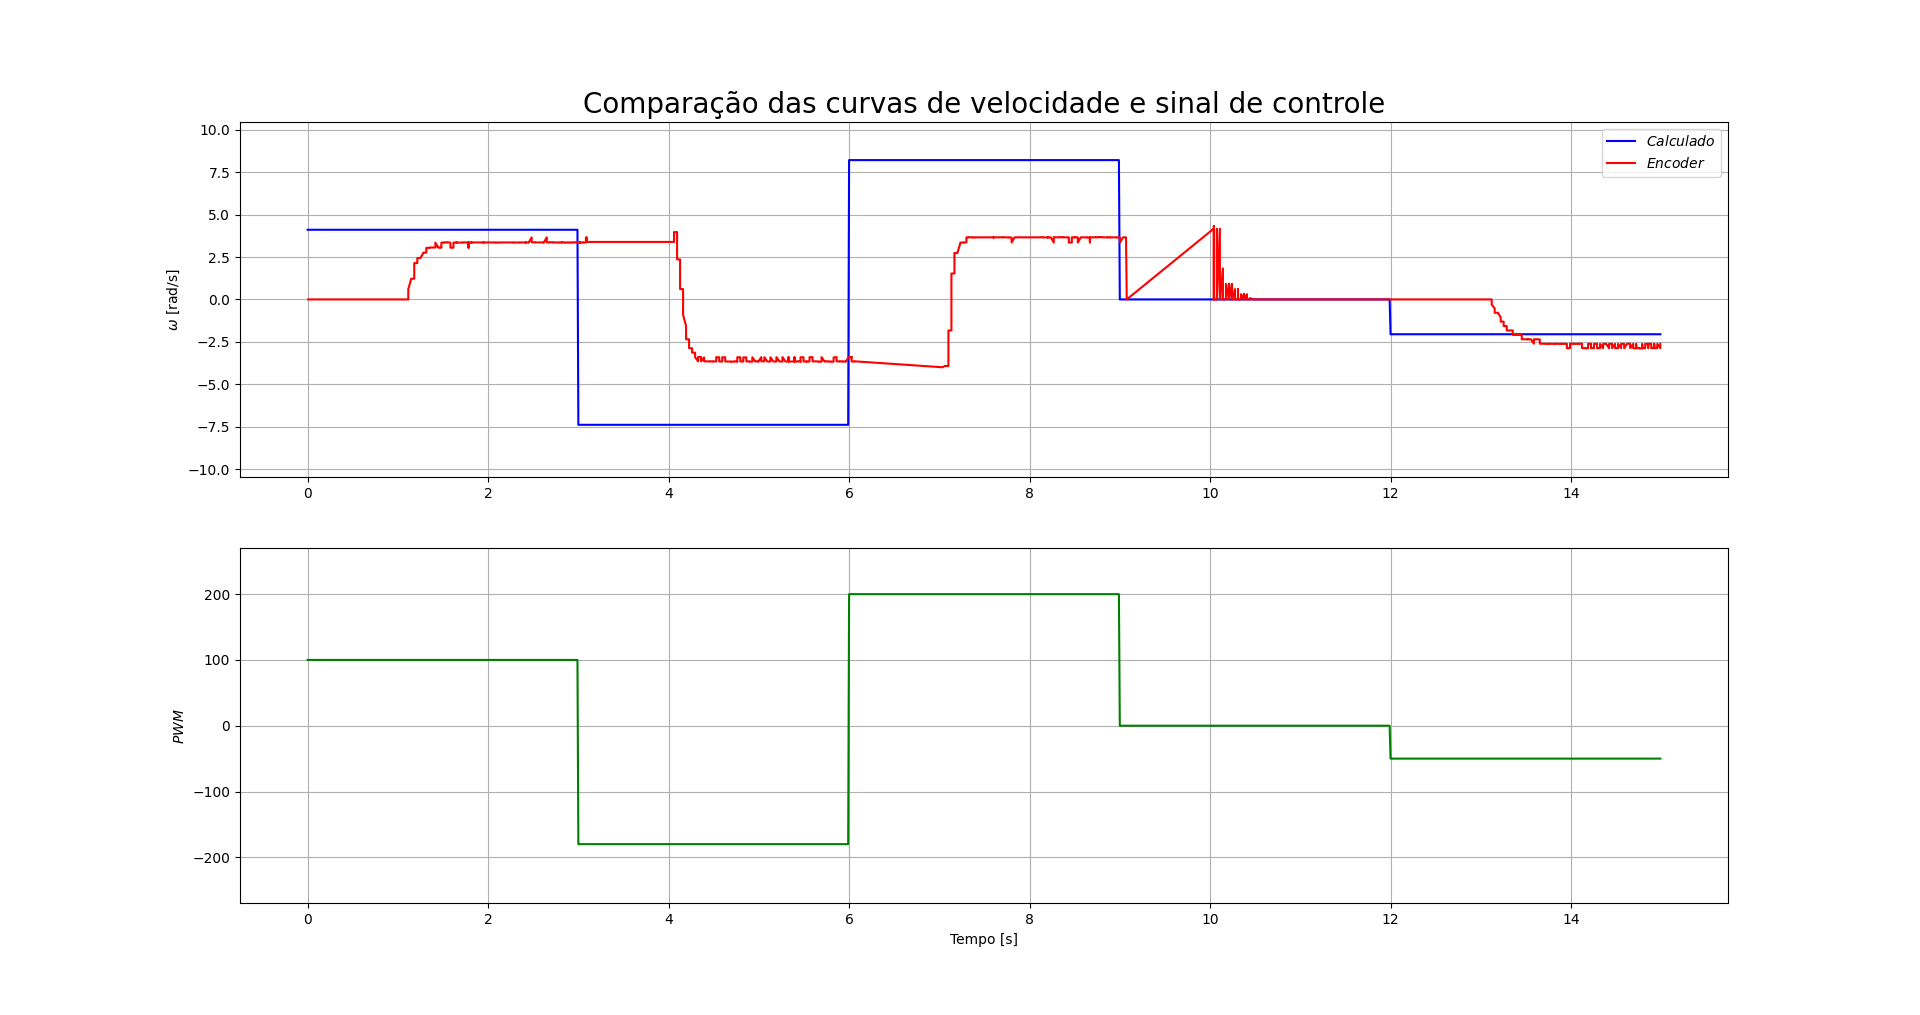 Comparação das curvas de velocidade e sinal de controle
ω [rad/s]
10.0
7.5
5.0
2.5
0.0
−2.5
−5.0
−7.5
−10.0
Calculado
Encoder
0 2 4 6 8 10 12 14
PWM
200
100
0
−100
−200
0 2 4 6 8 10 12 14
Tempo [s]